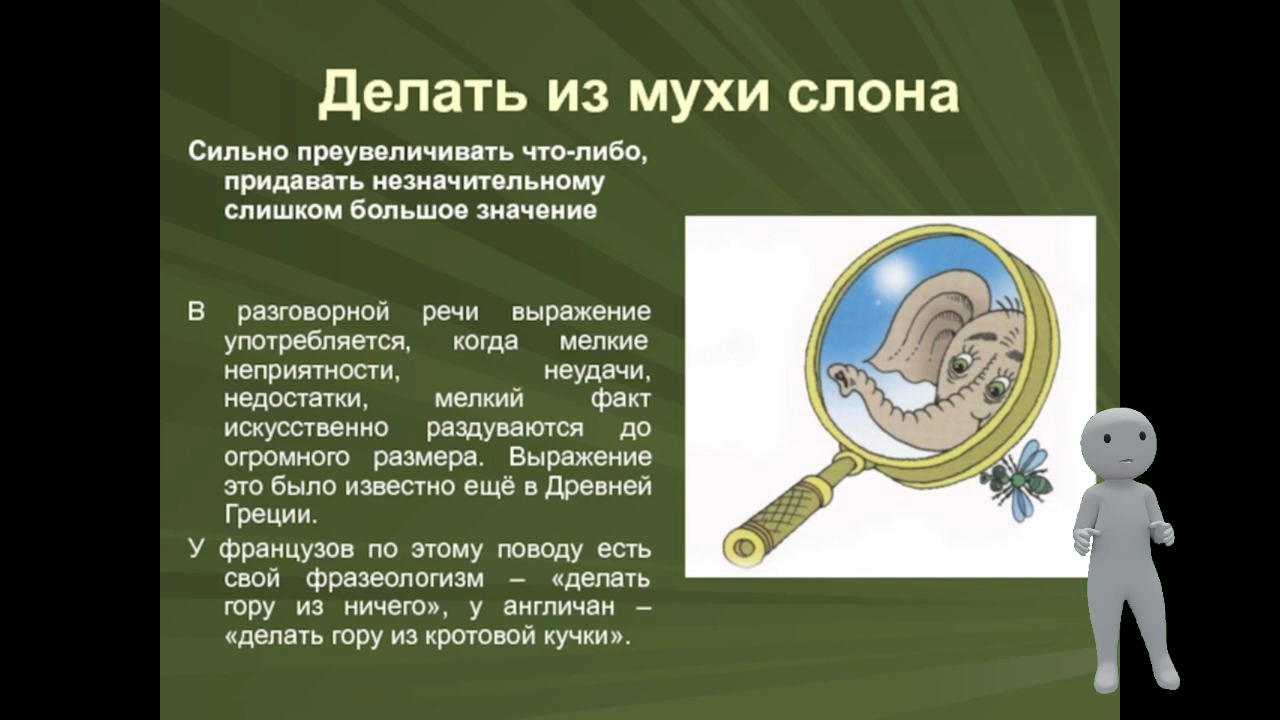 Делать из мухи слона
Сильно преувеличивать что-либо,
придавать незначительному
слишком большое значение
В разговорной речи выражение
употребляется, когда мелкие
неприятности, неудачи,
недостатки, мелкий факт
искусственно раздуваются до
огромного размера. Выражение
это было известно ещё в Древней
Греции.
У французов по этому поводу есть
свой фразеологизм – «делать
гору из ничего», у англичан –
«делать гору из кротовой кучки».